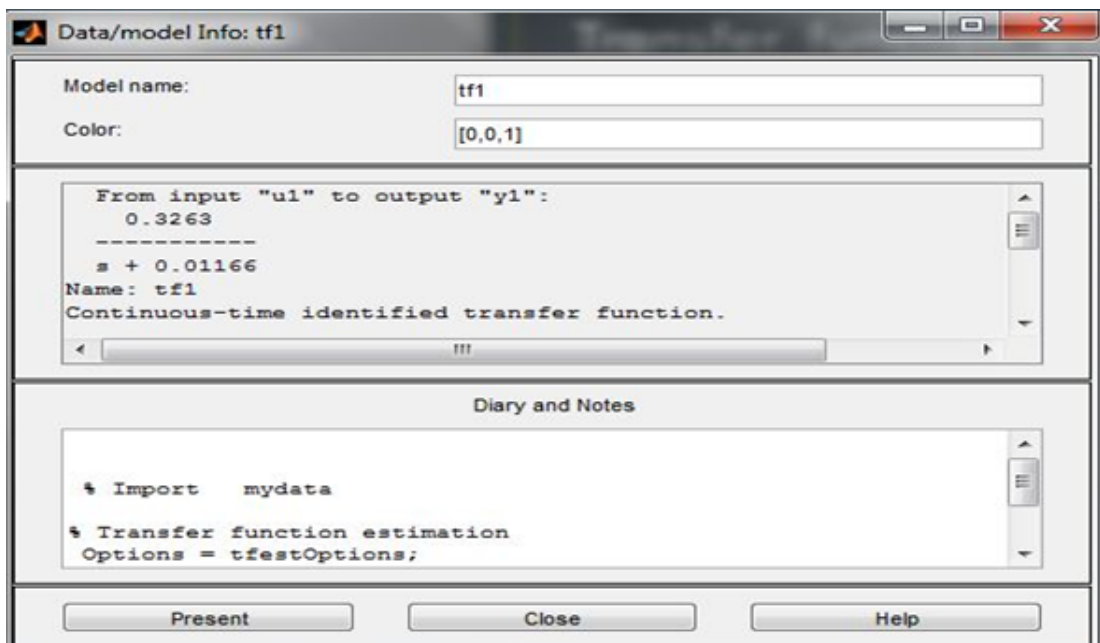 Data/model Info: tf1
Model name:
tf1
Color:
[0,0,1]
From input "u1" to output "y1":
0.3263
-----------
s + 0.01166
Name: tf1
Continuous-time identified transfer function.
Diary and Notes
% Import mydata
% Transfer function estimation
Options = tfestOptions;
Present
Close
Help